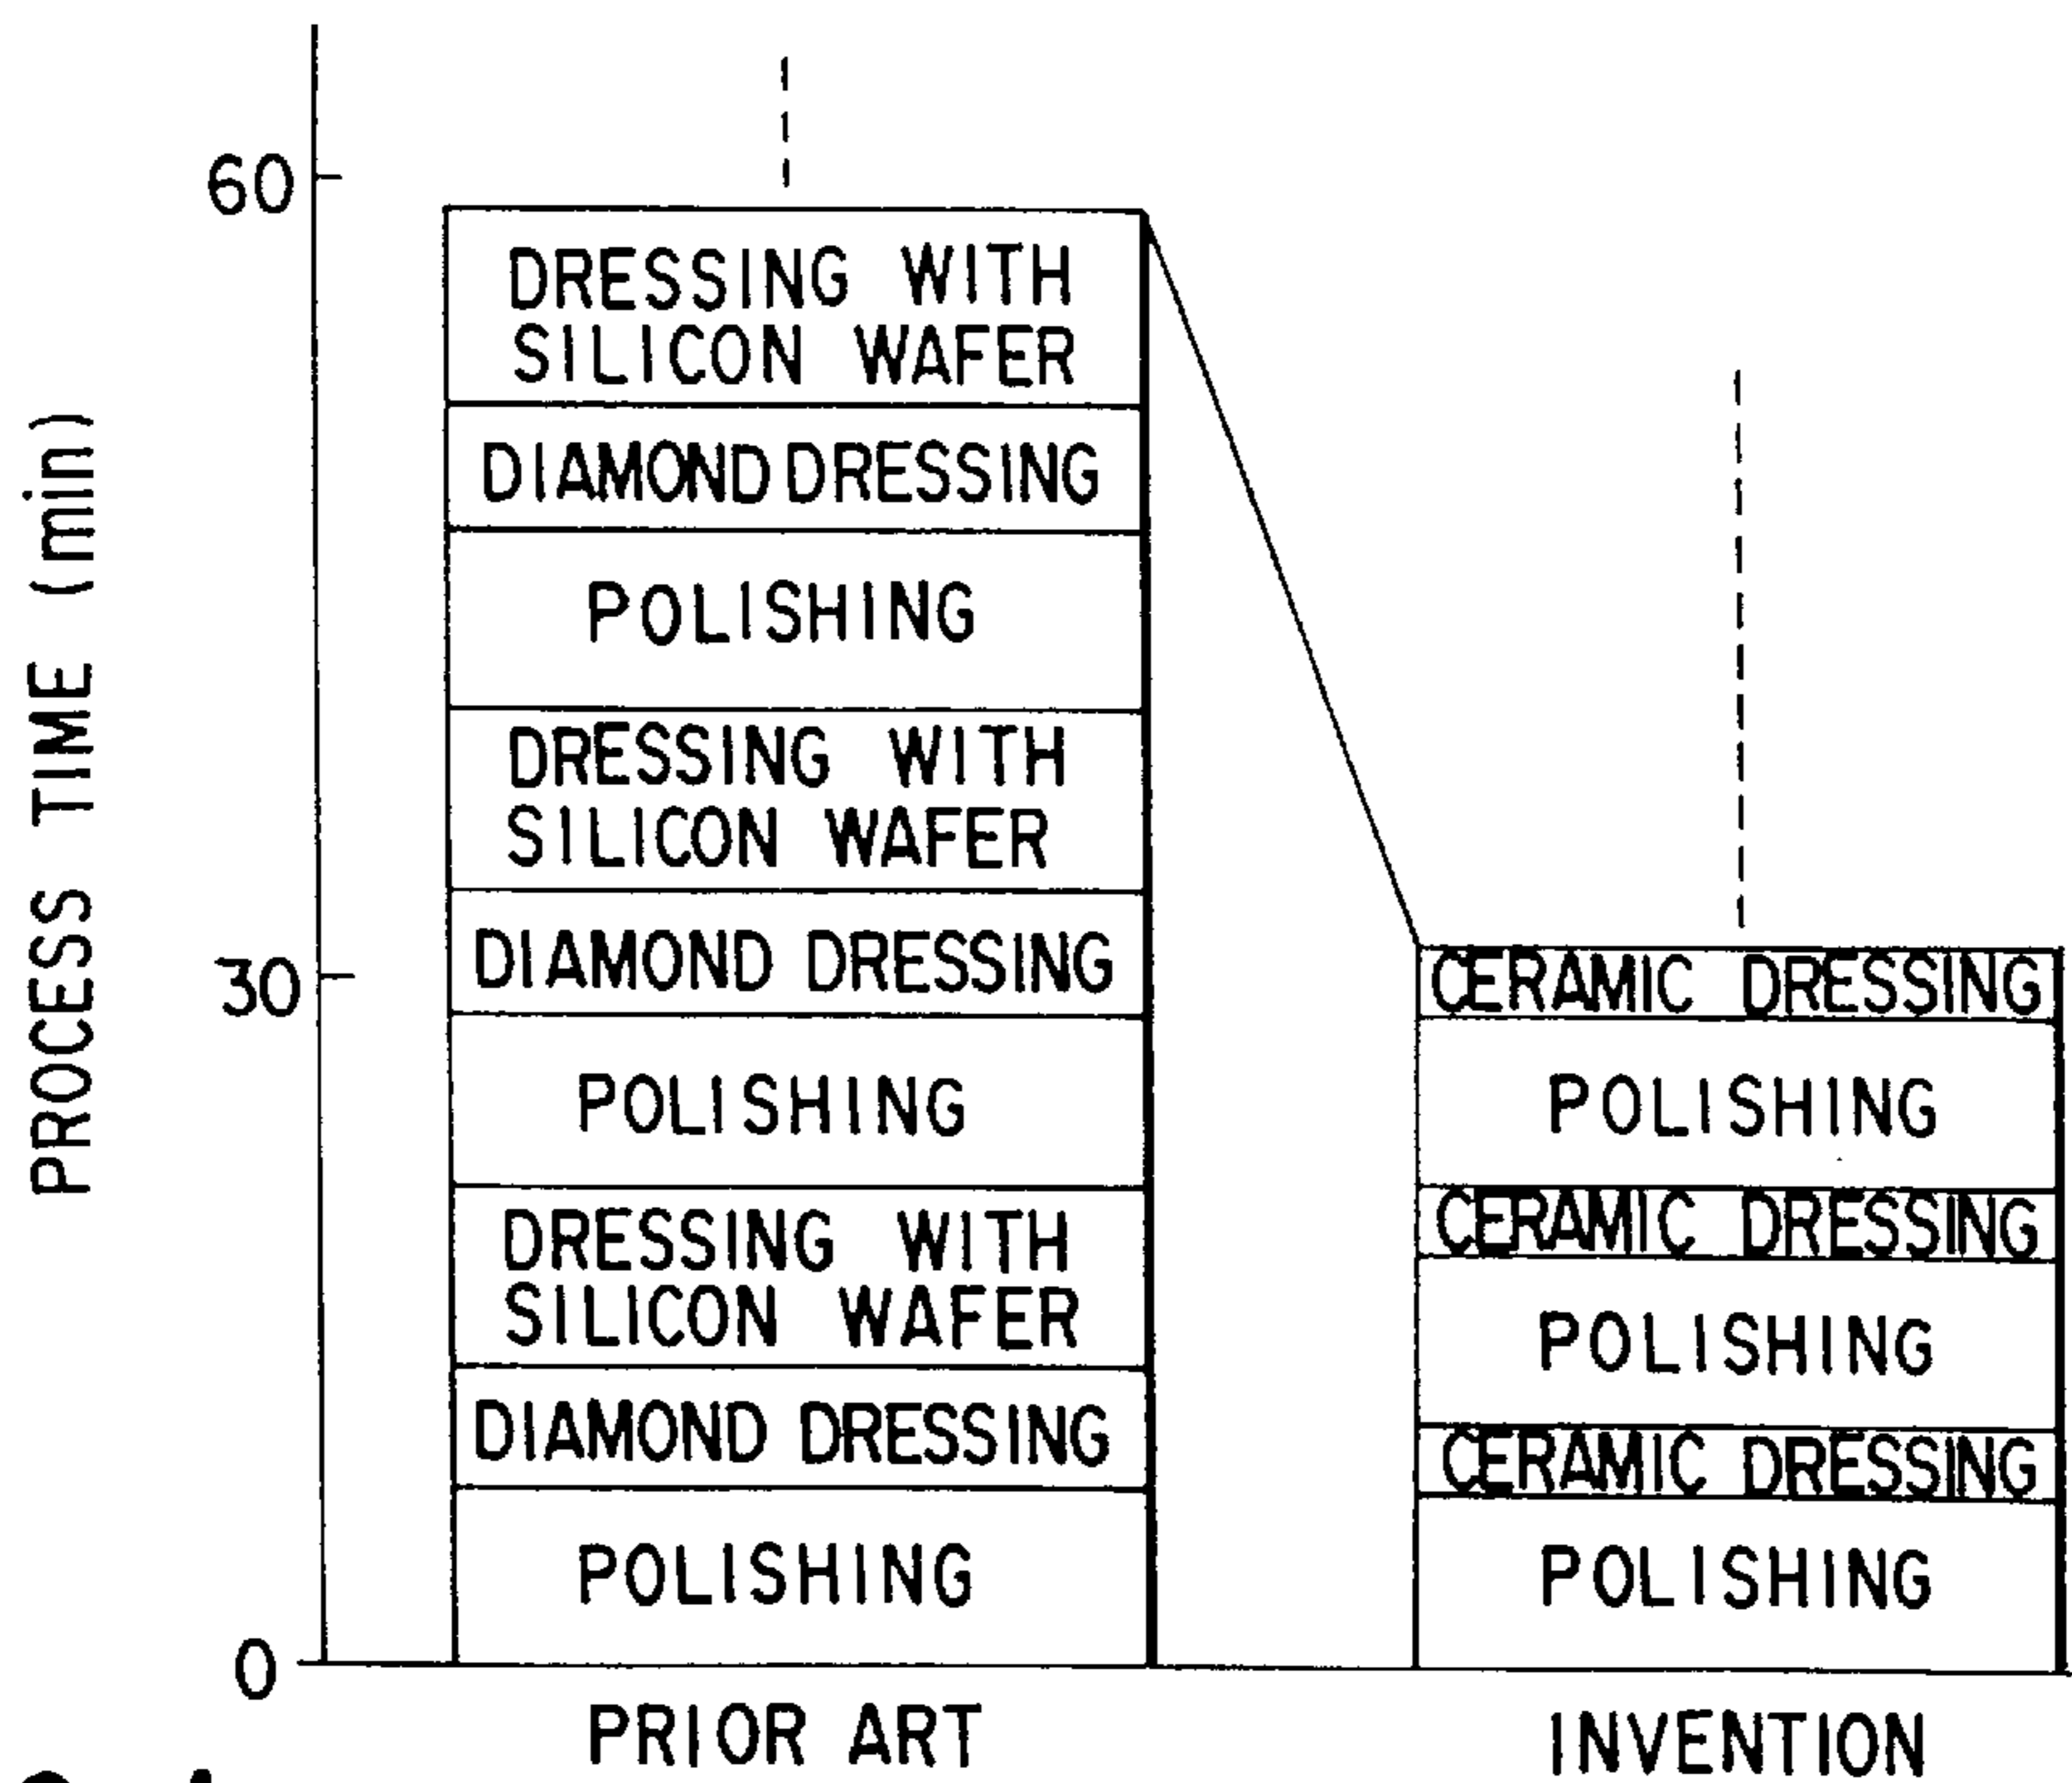 PROCESS TIME (min)
60
30
0
DRESSING WITH
SILICON WAFER
DIAMOND DRESSING
POLISHING
DRESSING WITH
SILICON WAFER
DIAMOND DRESSING
POLISHING
DRESSING WITH
SILICON WAFER
DIAMOND DRESSING
POLISHING
PRIOR ART
CERAMIC DRESSING
POLISHING
CERAMIC DRESSING
POLISHING
CERAMIC DRESSING
POLISHING
INVENTION